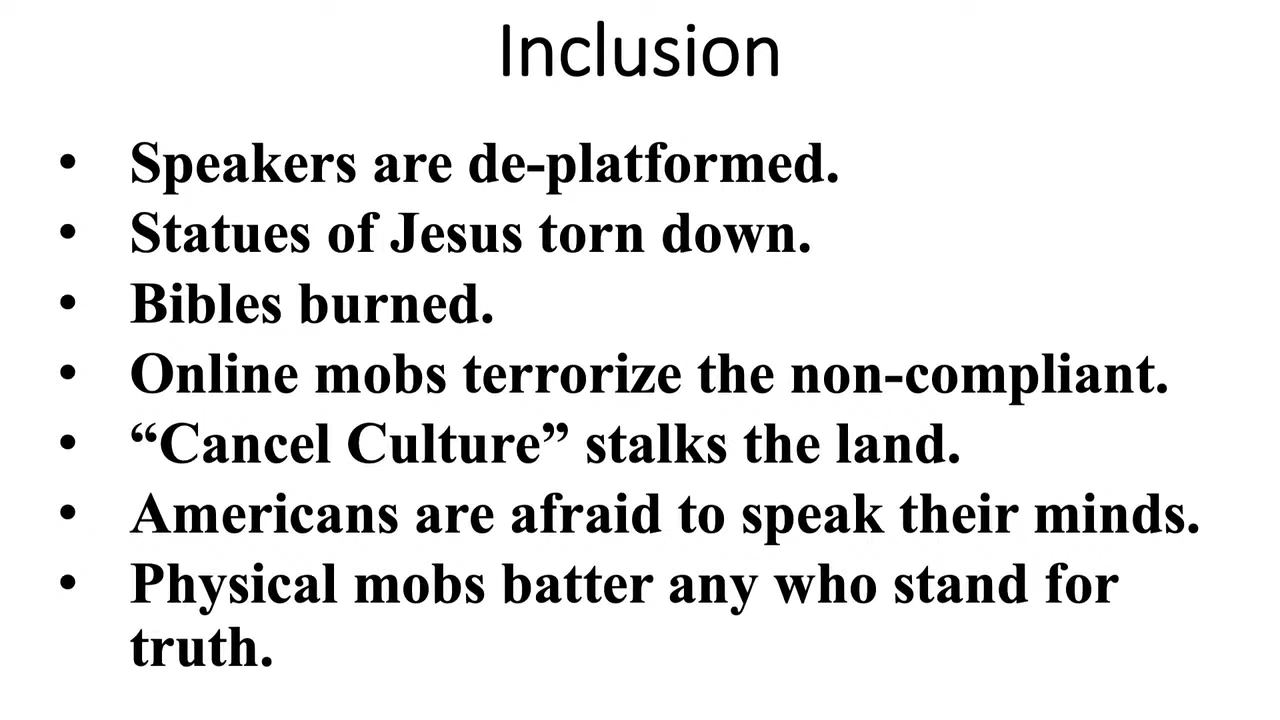 Inclusion
• Speakers are de-platformed.
• Statues of Jesus torn down.
• Bibles burned.
• Online mobs terrorize the non-compliant.
• “Cancel Culture” stalks the land.
• Americans are afraid to speak their minds.
• Physical mobs batter any who stand for
truth.